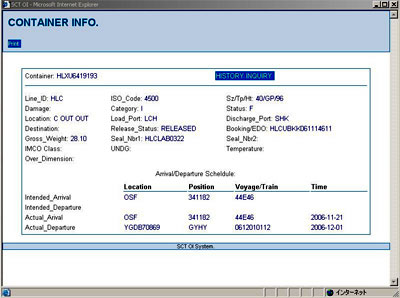 SCT OI - Microsoft Internet Explorer
CONTAINER INFO.
Print
Container: HLXU6419193 HISTORY INQUIRY
Line_ID: HLC ISO_Code: 4500 Sz/Tp/Ht: 40/GP/96
Damage: Category: I Status: F
Location: C OUT OUT Load_Port: LCH Discharge_Port: SHK
Destination: Release_Status: RELEASED Booking/EDO: HLCUBKK061114611
Gross_Weight: 28.10 Seal_Nbr1: HLCLAB0322 Seal_Nbr2:
IMCO Class: UNDG: Temperature:
Over_Dimension:
Arrival/Departure Scheldule:
Location Position Voyage/Train Time
Intended_Arrival OSF 341182 44E46
Intended_Departure
Actual_Arival OSF 341182 44E46 2006-11-21
Actual_Departure YGDB70869 GYHY 0612010112 2006-12-01
SCT OI System.
インターネット